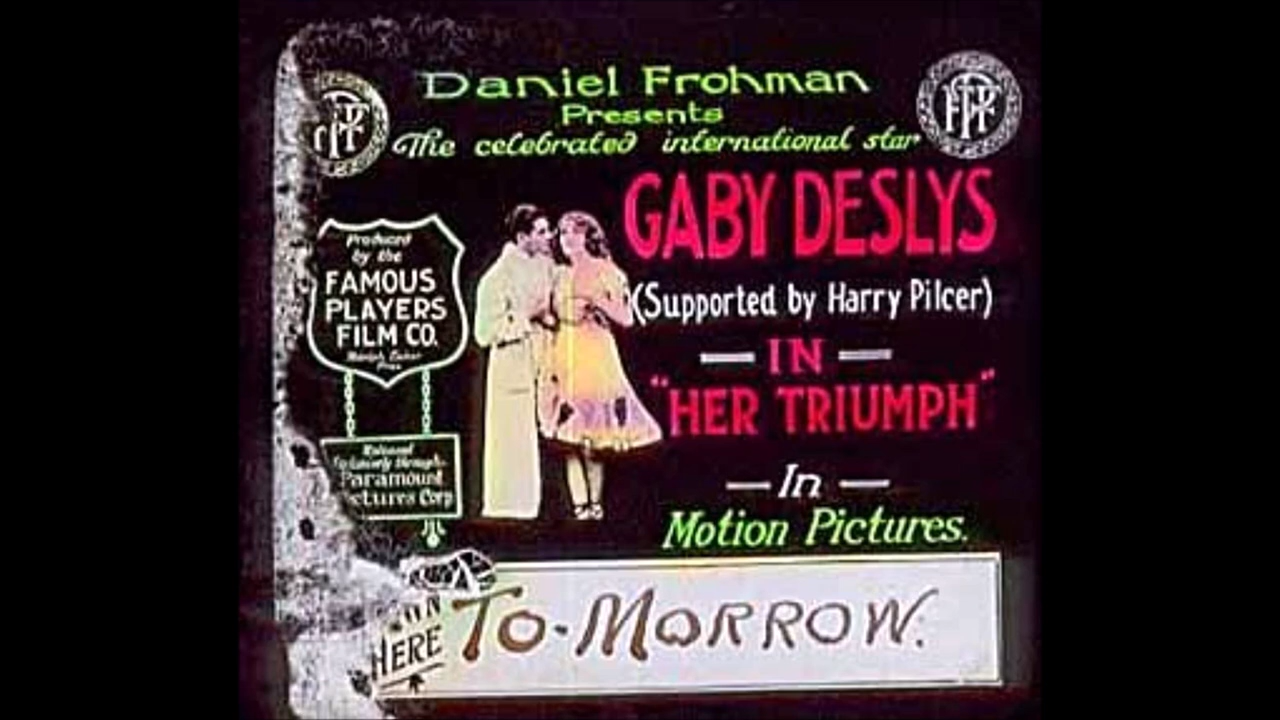 Daniel Frohman
Presents
The celebrated international star
GABY DESLYS
(Supported by Harry Pilcer)
IN
"HER TRIUMPH"
In
Motion Pictures.
Produced
by the
FAMOUS
PLAYERS
FILM CO.
Released
through
Paramount
Corp
HERE
To-MORROW.